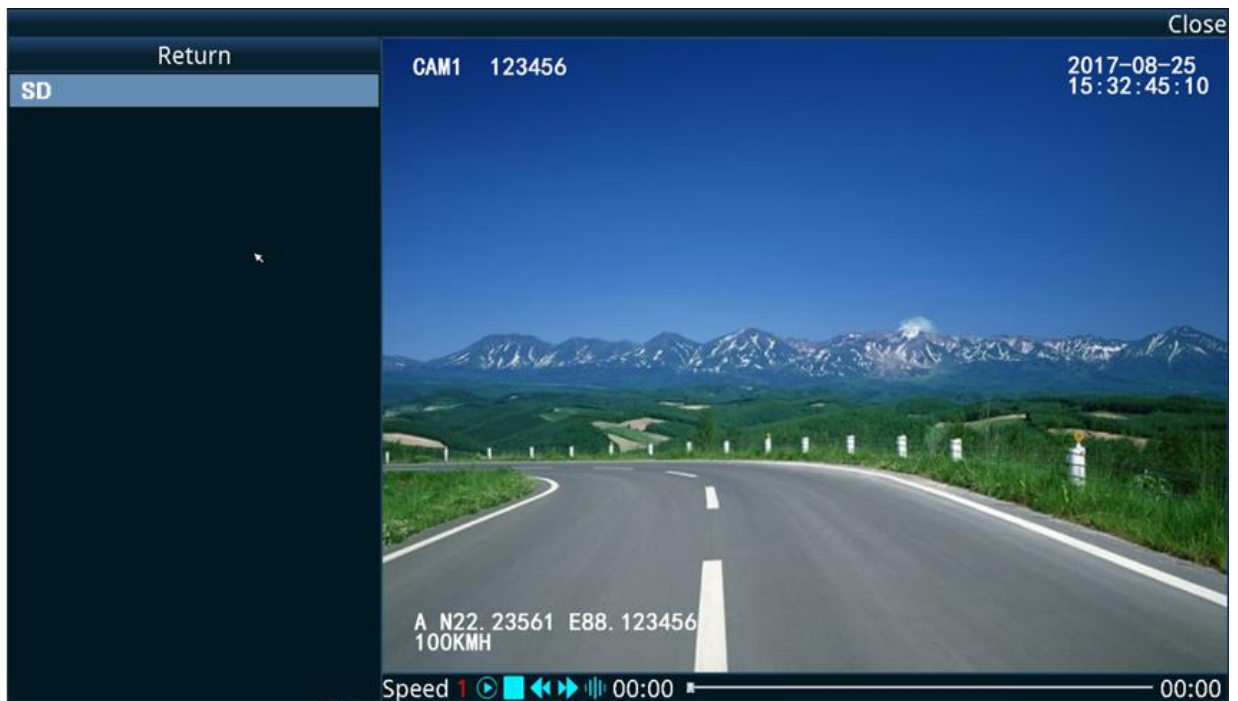 Close
Return
SD
CAM1 123456
2017-08-25
15:32:45:10
A N22.23561 E88.123456
100KMH
Speed 1 00:00 00:00